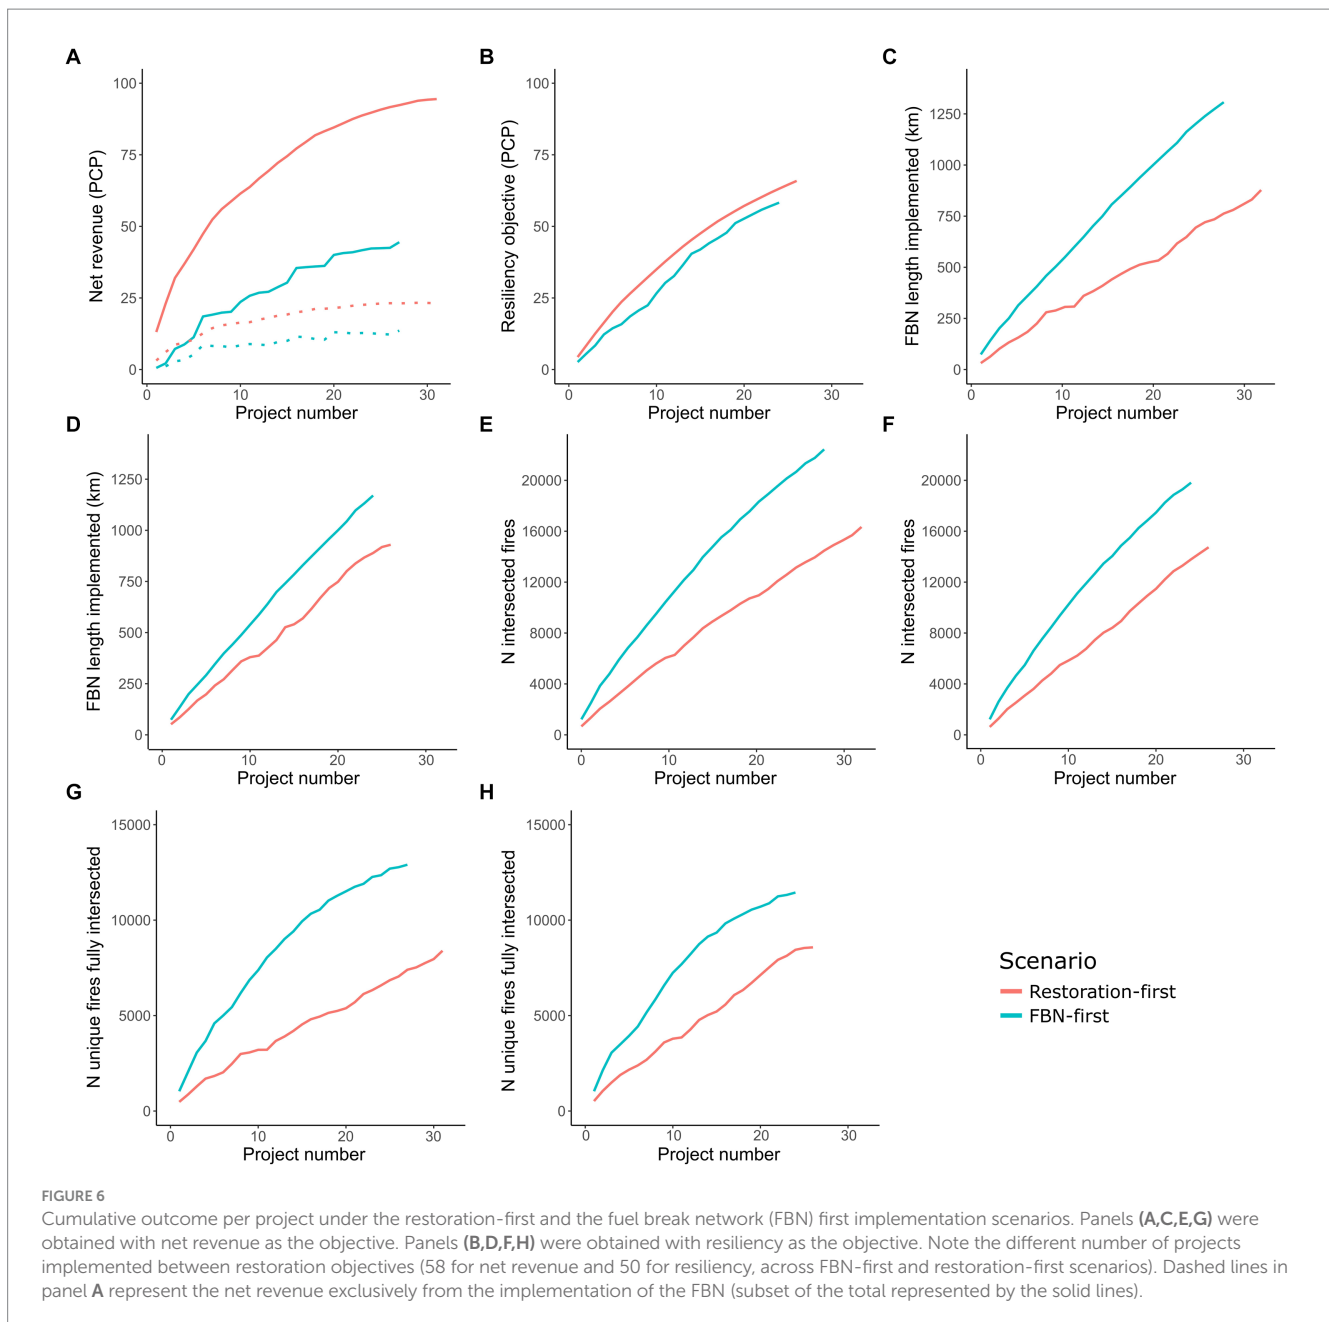 A
Net revenue (PCP)
100
75
50
25
0
0 10 20 30
Project number
B
Resiliency objective (PCP)
100
75
50
25
0
0 10 20 30
Project number
C
FBN length implemented (km)
1250
1000
750
500
250
0
0 10 20 30
Project number
D
FBN length implemented (km)
1250
1000
750
500
250
0
0 10 20 30
Project number
E
N intersected fires
20000
16000
12000
8000
4000
0
0 10 20 30
Project number
F
N intersected fires
20000
16000
12000
8000
4000
0
0 10 20 30
Project number
G
N unique fires fully intersected
15000
10000
5000
0
0 10 20 30
Project number
H
N unique fires fully intersected
15000
10000
5000
0
0 10 20 30
Project number
Scenario
Restoration-first
FBN-first
FIGURE 6
Cumulative outcome per project under the restoration-first and the fuel break network (FBN) first implementation scenarios. Panels (A,C,E,G) were
obtained with net revenue as the objective. Panels (B,D,F,H) were obtained with resiliency as the objective. Note the different number of projects
implemented between restoration objectives (58 for net revenue and 50 for resiliency, across FBN-first and restoration-first scenarios). Dashed lines in
panel A represent the net revenue exclusively from the implementation of the FBN (subset of the total represented by the solid lines).